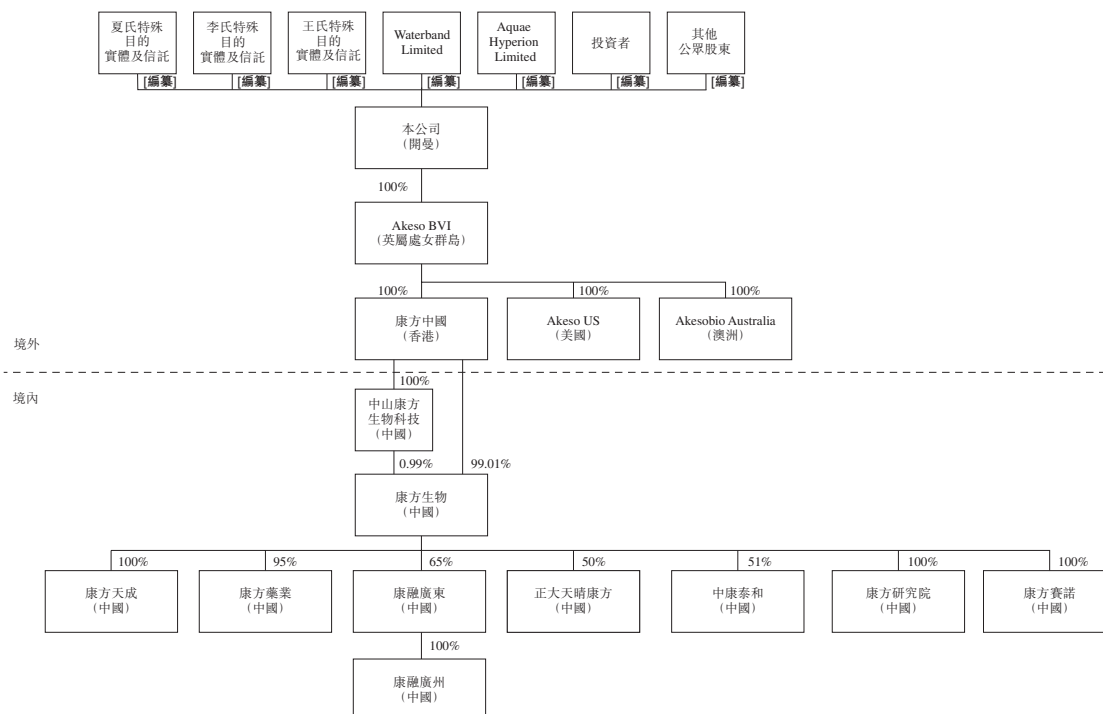 夏氏特殊
目的
實體及信託
李氏特殊
目的
實體及信託
王氏特殊
目的
實體及信託
Waterband
Limited
Aquae
Hyperion
Limited
投資者
其他
公眾股東
[編纂]
[編纂]
[編纂]
[編纂]
[編纂]
[編纂]
[編纂]
本公司
（開曼）
100%
Akeso BVI
（英屬處女群島）
100%
100%
100%
康方中國
（香港）
Akeso US
（美國）
Akesobio Australia
（澳洲）
境外
境內
100%
中山康方
生物科技
（中國）
0.99%
99.01%
康方生物
（中國）
100%
95%
65%
50%
51%
100%
100%
康方天成
（中國）
康方藥業
（中國）
康融廣東
（中國）
正大天晴康方
（中國）
中康泰和
（中國）
康方研究院
（中國）
康方賽諾
（中國）
100%
康融廣州
（中國）